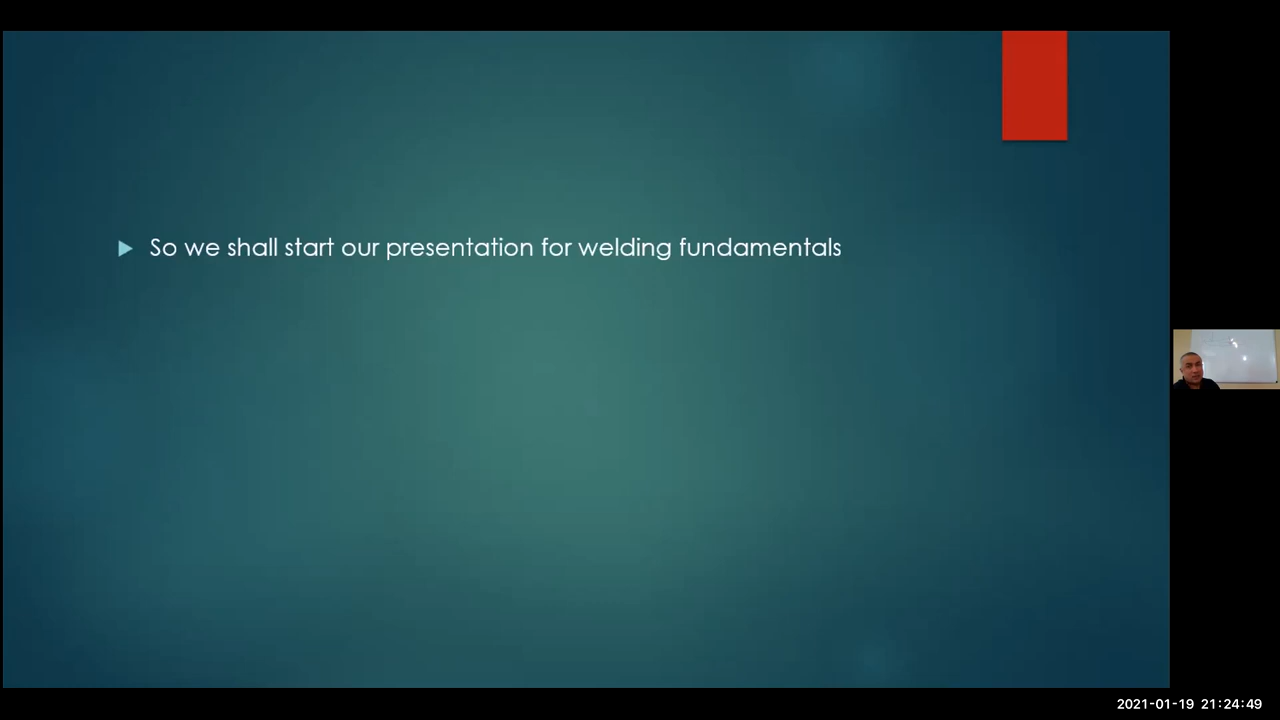 So we shall start our presentation for welding fundamentals
2021-01-19 21:24:49